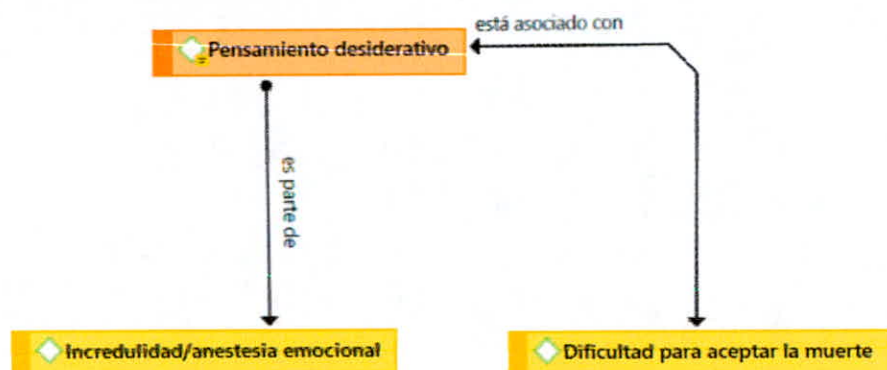 está asociado con
Pensamiento desiderativo
es parte de
Incredulidad/anestesia emocional
Dificultad para aceptar la muerte